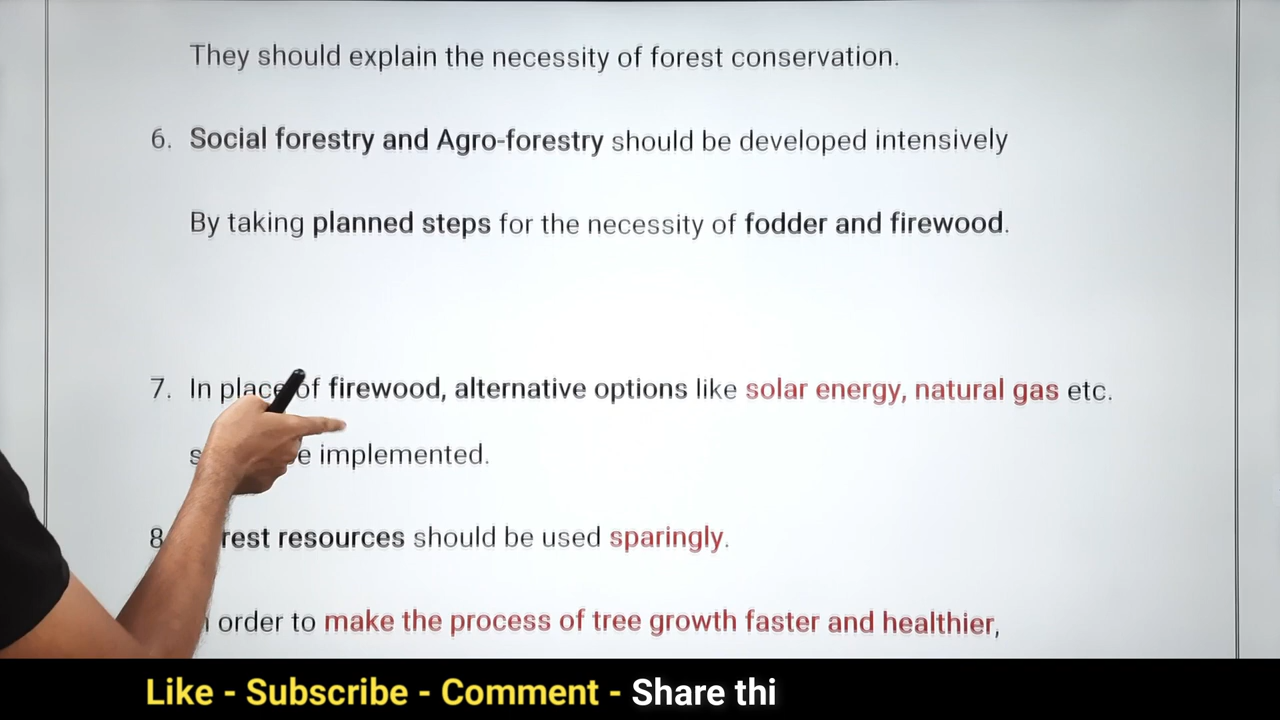 They should explain the necessity of forest conservation.
6. Social forestry and Agro-forestry should be developed intensively
By taking planned steps for the necessity of fodder and firewood.
7. In place of firewood, alternative options like solar energy, natural gas etc.
implemented.
8 resources should be used sparingly.
order to make the process of tree growth faster and healthier,
Like - Subscribe - Comment - Share thi